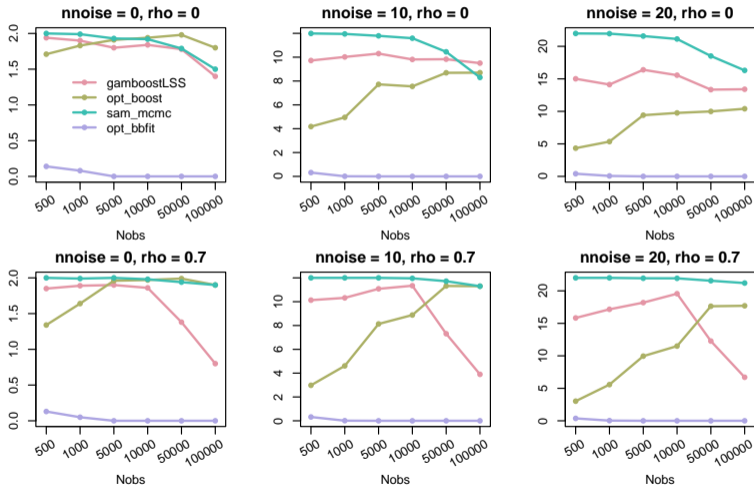 nnoise = 0, rho = 0
0.0 0.5 1.0 1.5 2.0
gamboostLSS
opt_boost
sam_mcmc
opt_bbfit
500 1000 5000 10000 50000 100000
Nobs
nnoise = 10, rho = 0
0 2 4 6 8 10
500 1000 5000 10000 50000 100000
Nobs
nnoise = 20, rho = 0
0 5 10 15 20
500 1000 5000 10000 50000 100000
Nobs
nnoise = 0, rho = 0.7
0.0 0.5 1.0 1.5 2.0
500 1000 5000 10000 50000 100000
Nobs
nnoise = 10, rho = 0.7
0 2 4 6 8 10
500 1000 5000 10000 50000 100000
Nobs
nnoise = 20, rho = 0.7
0 5 10 15 20
500 1000 5000 10000 50000 100000
Nobs